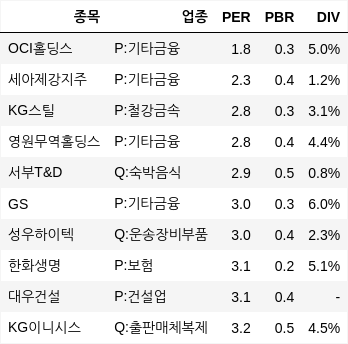 종목 업종 PER PBR DIV
OCI홀딩스 P:기타금융 1.8 0.3 5.0%
세아제강지주 P:기타금융 2.3 0.4 1.2%
KG스틸 P:철강금속 2.8 0.3 3.1%
영원무역홀딩스 P:기타금융 2.8 0.4 4.4%
서부T&D Q:숙박음식 2.9 0.5 0.8%
GS P:기타금융 3.0 0.3 6.0%
성우하이텍 Q:운송장비부품 3.0 0.4 2.3%
한화생명 P:보험 3.1 0.2 5.1%
대우건설 P:건설업 3.1 0.4 -
KG이니시스 Q:출판매체복제 3.2 0.5 4.5%